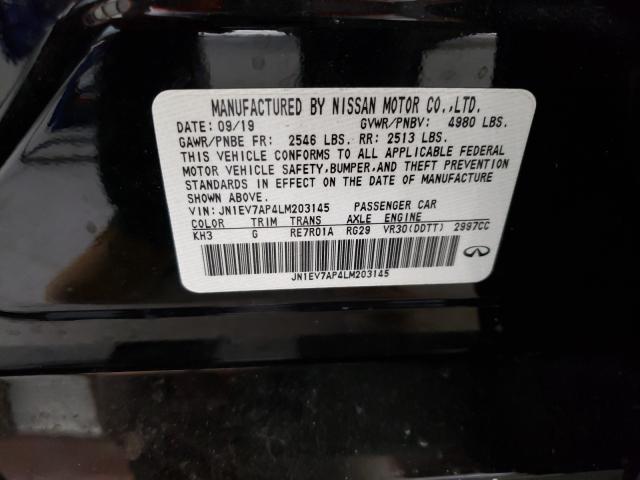 MANUFACTURED BY NISSAN MOTOR CO.,LTD.
DATE: 09/19 GVWR/PNBV: 4980 LBS.
GAWR/PNBE FR: 2546 LBS. RR: 2513 LBS.
THIS VEHICLE CONFORMS TO ALL APPLICABLE FEDERAL
MOTOR VEHICLE SAFETY,BUMPER,AND THEFT PREVENTION
STANDARDS IN EFFECT ON THE DATE OF MANUFACTURE
SHOWN ABOVE.
VIN: JN1EV7AP4LM203145 PASSENGER CAR
COLOR TRIM TRANS AXLE ENGINE
KH3 G RE7R01A RG29 VR30(DDTT) 2997CC
JN1EV7AP4LM203145